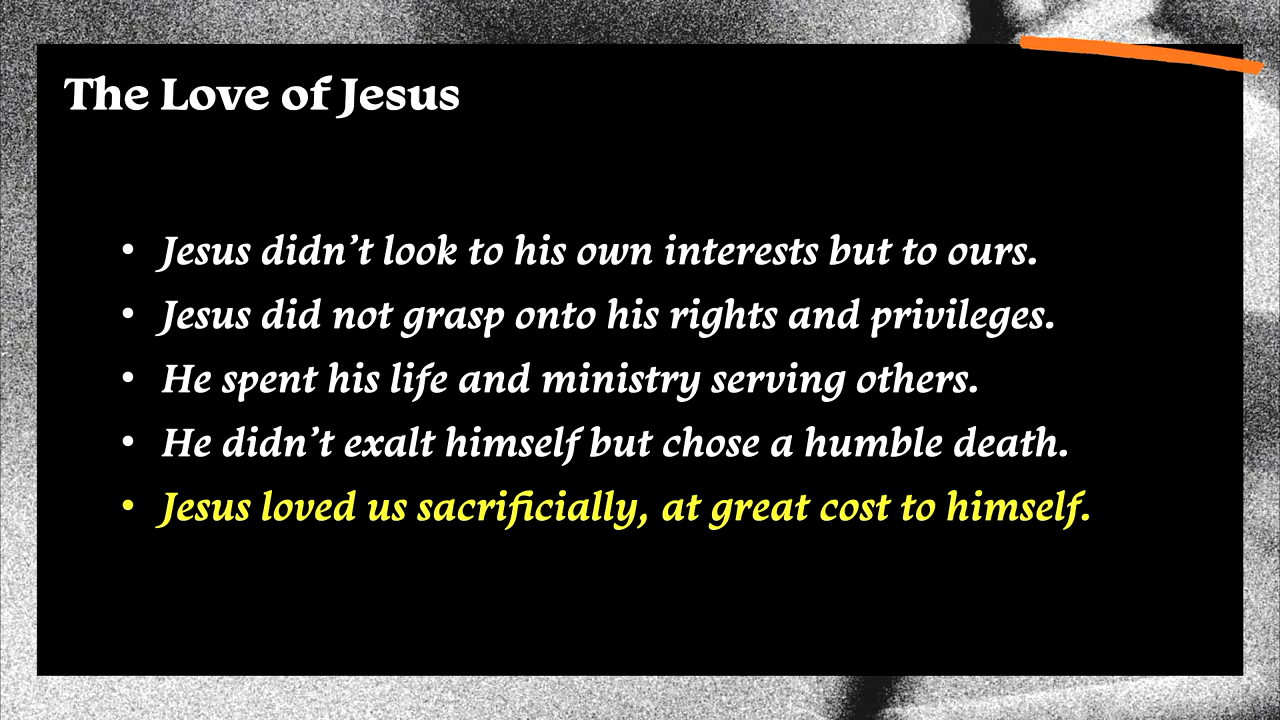 The Love of Jesus
• Jesus didn’t look to his own interests but to ours.
• Jesus did not grasp onto his rights and privileges.
• He spent his life and ministry serving others.
• He didn’t exalt himself but chose a humble death.
• Jesus loved us sacrificially, at great cost to himself.